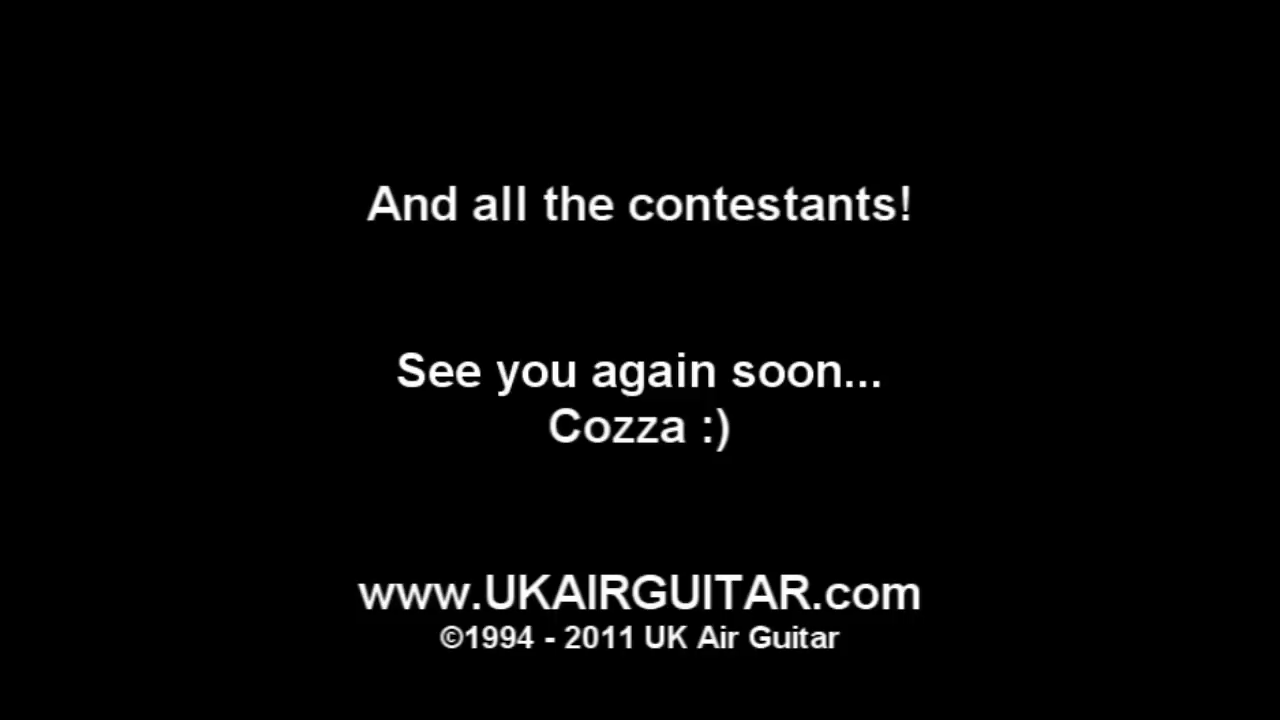 And all the contestants!
See you again soon...
Cozza :)
www.UKAIRGUITAR.com
©1994 - 2011 UK Air Guitar